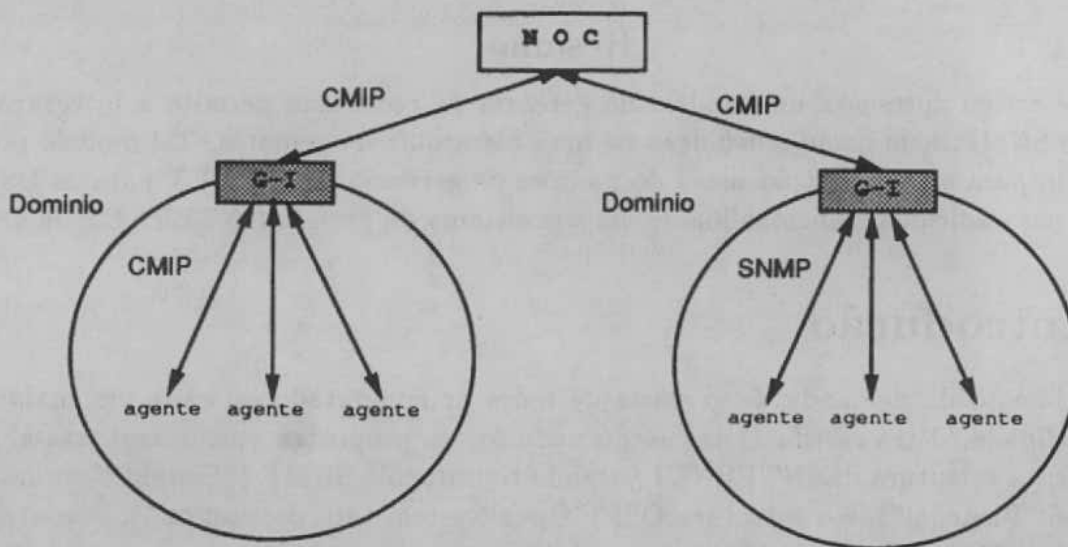 N O C
CMIP
CMIP
G-I
G-I
Dominio
Dominio
CMIP
SNMP
agente
agente
agente
agente
agente
agente